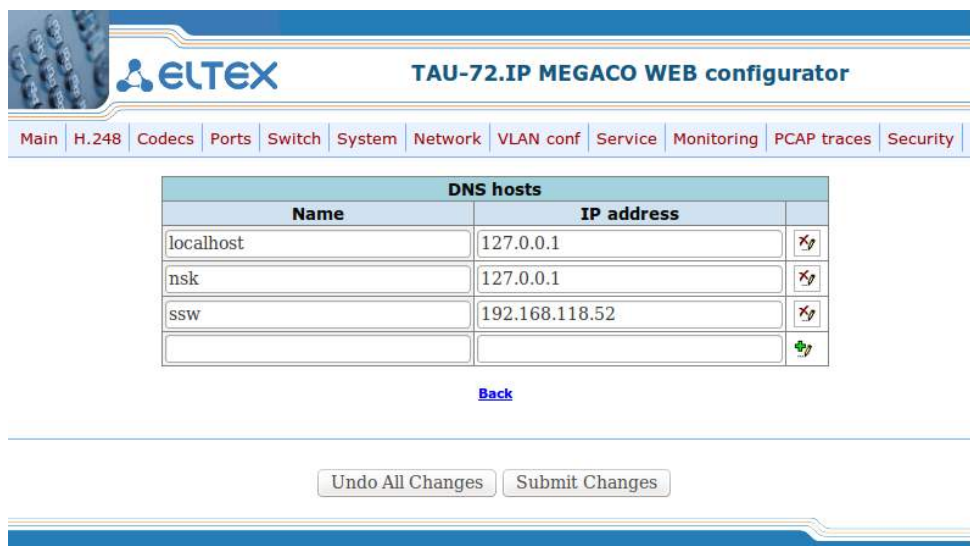 ELTEX TAU-72.IP MEGACO WEB configurator
Main H.248 Codecs Ports Switch System Network VLAN conf Service Monitoring PCAP traces Security
DNS hosts
Name IP address
localhost 127.0.0.1
nsk 127.0.0.1
ssw 192.168.118.52
Back
Undo All Changes Submit Changes